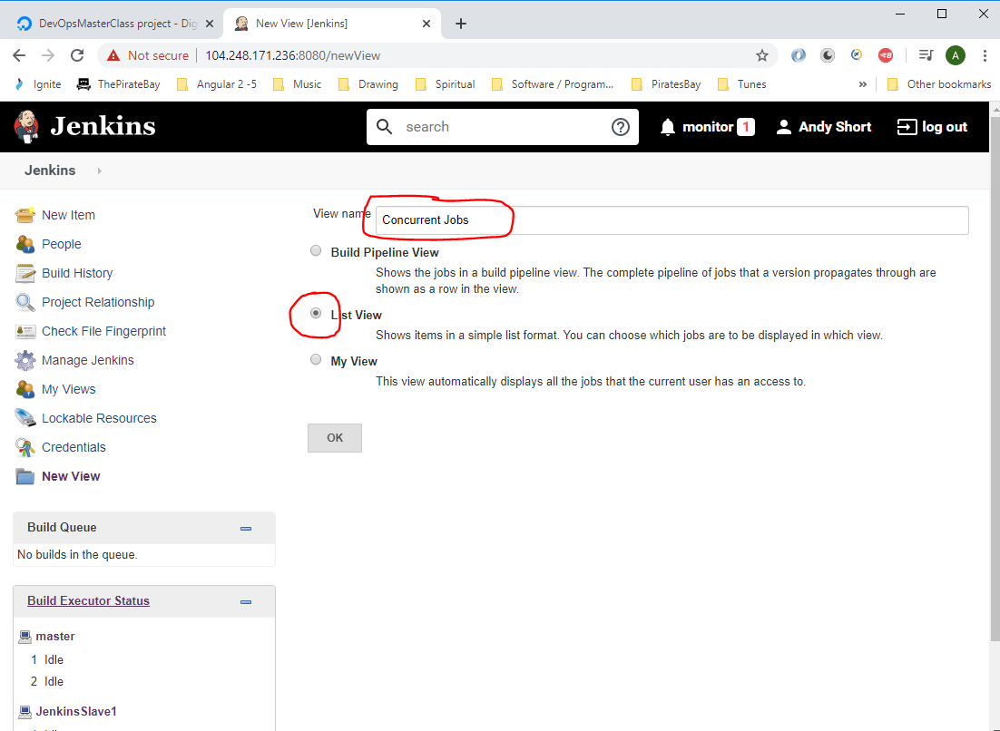 DevOpsMasterClass project - Dig
New View [Jenkins]
Not secure | 104.248.171.236:8080/newView
A
Ignite ThePirateBay Angular 2 -5 Music Drawing Spiritual Software / Program... PiratesBay Tunes » Other bookmarks
Jenkins search monitor 1 Andy Short log out
Jenkins
New Item
People
Build History
Project Relationship
Check File Fingerprint
Manage Jenkins
My Views
Lockable Resources
Credentials
New View
View name Concurrent Jobs
Build Pipeline View
Shows the jobs in a build pipeline view. The complete pipeline of jobs that a version propagates through are
shown as a row in the view.
List View
Shows items in a simple list format. You can choose which jobs are to be displayed in which view.
My View
This view automatically displays all the jobs that the current user has an access to.
OK
Build Queue
No builds in the queue.
Build Executor Status
master
1 Idle
2 Idle
JenkinsSlave1